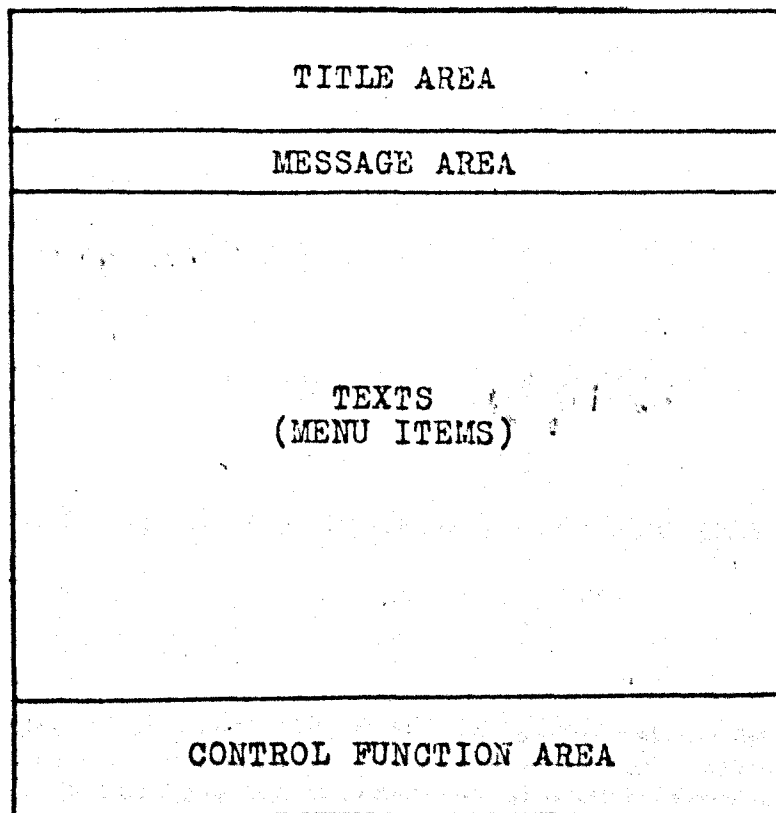 TITLE AREA
MESSAGE AREA
TEXTS
(MENU ITEMS)
CONTROL FUNCTION AREA